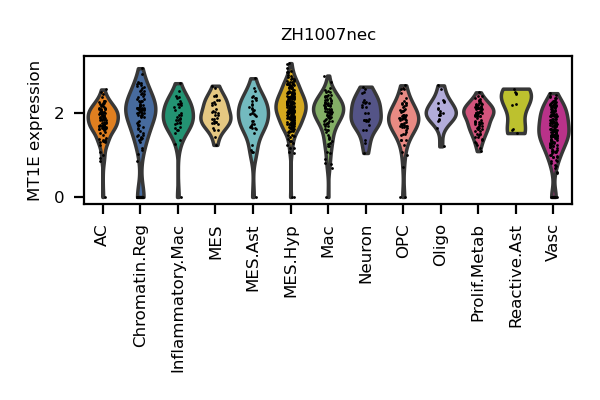 ZH1007nec
MT1E expression
2
0
AC
Chromatin.Reg
Inflammatory.Mac
MES
MES.Ast
MES.Hyp
Mac
Neuron
OPC
Oligo
Prolif.Metab
Reactive.Ast
Vasc